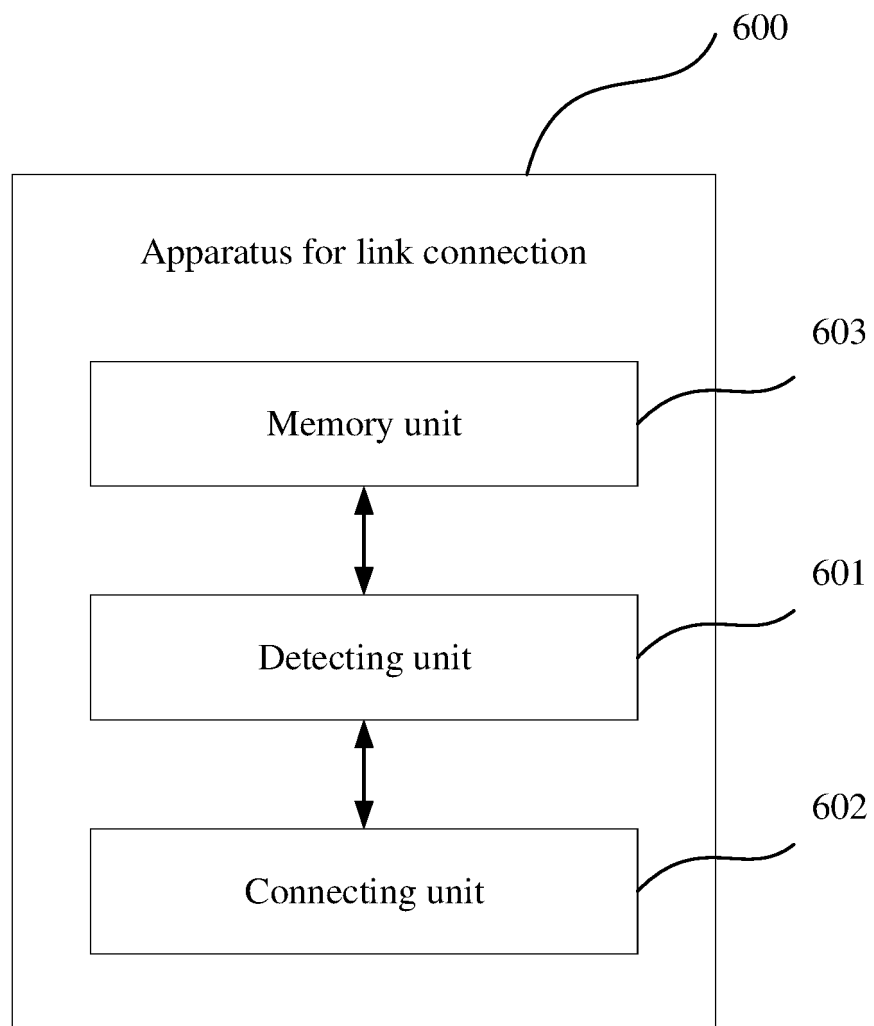 600
Apparatus for link connection
603
Memory unit
601
Detecting unit
602
Connecting unit